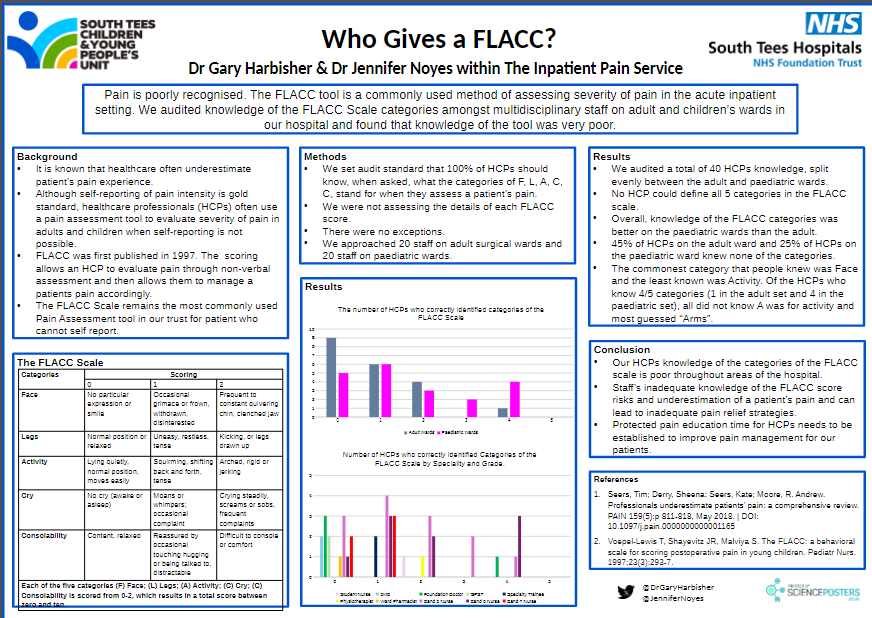 SOUTH TEES
CHILDREN
&YOUNG
PEOPLE'S
UNIT
Who Gives a FLACC?
Dr Gary Harbisher & Dr Jennifer Noyes within The Inpatient Pain Service
NHS
South Tees Hospitals
NHS Foundation Trust
Pain is poorly recognised. The FLACC tool is a commonly used method of assessing severity of pain in the acute inpatient
setting. We audited knowledge of the FLACC Scale categories amongst multidisciplinary staff on adult and children's wards in
our hospital and found that knowledge of the tool was very poor.
Background
• It is known that healthcare often underestimate
patient's pain experience.
• Although self-reporting of pain intensity is gold
standard, healthcare professionals (HCPs) often use
a pain assessment tool to evaluate severity of pain in
adults and children when self-reporting is not
possible.
• FLACC was first published in 1997. The scoring
allows an HCP to evaluate pain through non-verbal
assessment and then allows them to manage a
patients pain accordingly.
• The FLACC Scale remains the most commonly used
Pain Assessment tool in our trust for patient who
cannot self report.
The FLACC Scale
Categories Scoring
0 1 2
Face No particular expression or smile Occasional grimace or frown, withdrawn, disinterested Frequent to constant quivering chin, clenched jaw
Legs Normal position or relaxed Uneasy, restless, tense Kicking, or legs drawn up
Activity Lying quietly, normal position, moves easily Squirming, shifting back and forth, tense Arched, rigid or jerking
Cry No cry (awake or asleep) Moans or whimpers; occasional complaint Crying steadily, screams or sobs, frequent complaints
Consolability Content, relaxed Reassured by occasional touching hugging or being talked to, distractable Difficult to console or comfort
Each of the five categories (F) Face; (L) Legs; (A) Activity; (C) Cry; (C)
Consolability is scored from 0-2, which results in a total score between
zero and ten.
Methods
• We set audit standard that 100% of HCPs should
know, when asked, what the categories of F, L, A, C,
C, stand for when they assess a patient's pain.
• We were not assessing the details of each FLACC
score.
• There were no exceptions.
• We approached 20 staff on adult surgical wards and
20 staff on paediatric wards.
Results
The number of HCPs who correctly identified categories of the
FLACC Scale
10
9
8
7
6
5
4
3
2
1
0
0 1 2 3 4 5
Adult wards Paediatric wards
Number of HCPs who correctly identified Categories of the
FLACC Scale by Speciality and Grade.
5
4
3
2
1
0
0 1 2 3 4 5
Student Nurse Foundation Doctor Specialty Trainee
Physiotherapist Ward Pharmacist Band 5 Nurse Band 6 Nurse Band 7 Nurse
Results
• We audited a total of 40 HCPs knowledge, split
evenly between the adult and paediatric wards.
• No HCP could define all 5 categories in the FLACC
scale.
• Overall, knowledge of the FLACC categories was
better on the paediatric wards than the adult.
• 45% of HCPs on the adult ward and 25% of HCPs on
the paediatric ward knew none of the categories.
• The commonest category that people knew was Face
and the least known was Activity. Of the HCPs who
know 4/5 categories (1 in the adult set and 4 in the
paediatric set), all did not know A was for activity and
most guessed "Arms".
Conclusion
• Our HCPs knowledge of the categories of the FLACC
scale is poor throughout areas of the hospital.
• Staff's inadequate knowledge of the FLACC score
risks and underestimation of a patient's pain and can
lead to inadequate pain relief strategies.
• Protected pain education time for HCPs needs to be
established to improve pain management for our
patients.
References
1. Seers, Tim; Derry, Sheena; Seers, Kate; Moore, R. Andrew.
Professionals underestimate patients' pain: a comprehensive review.
PAIN 159(5):p 811-818, May 2018. | DOI:
10.1097/j.pain.0000000000001165
2. Voepel-Lewis T, Shayevitz JR, Malviya S. The FLACC: a behavioral
scale for scoring postoperative pain in young children. Pediatr Nurs.
1997;23(3):293-7.
@DrGaryHarbisher
@JenniferNoyes
SCIENCEPOSTERS